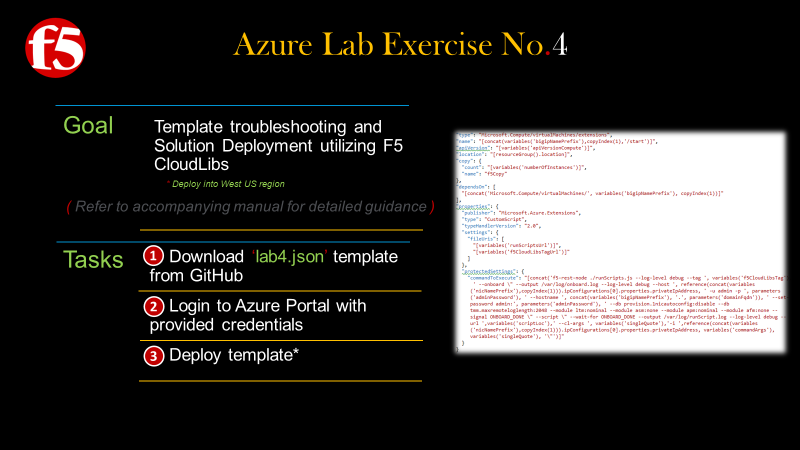 f5
Azure Lab Exercise No.4
Goal
Template troubleshooting and
Solution Deployment utilizing F5
CloudLibs
* Deploy into West US region
( Refer to accompanying manual for detailed guidance )
Tasks
1 Download 'lab4.json' template
from GitHub
2 Login to Azure Portal with
provided credentials
3 Deploy template*
"type": "Microsoft.Compute/virtualMachines/extensions",
"name": "[concat(variables('bigipNamePrefix'),copyIndex(1),'/start')]",
"apiVersion": "[variables('apiVersionCompute')]",
"location": "[resourceGroup().location]",
"copy": {
"count": "[variables('numberOfInstances')]",
"name": "f5Copy"
},
"dependsOn": [
"[concat('Microsoft.Compute/virtualMachines/', variables('bigipNamePrefix'), copyIndex(1))]"
],
"properties": {
"publisher": "Microsoft.Azure.Extensions",
"type": "CustomScript",
"typeHandlerVersion": "2.0",
"settings": {
"fileUris": [
"[variables('runScriptsUrl')]",
"[variables('f5CloudLibsTagUrl')]"
]
},
"protectedSettings": {
"commandToExecute": "[concat('f5-rest-node ./runScripts.js --log-level debug --tag ', variables('f5CloudLibsTag
' --onboard \" --output /var/log/onboard.log --log-level debug --host ', reference(concat(variables
('nicNamePrefix'),copyIndex(1))).ipConfigurations[0].properties.privateIpAddress, ' -u admin -p ', parameters
('adminPassword'), ' --hostname ', concat(variables('bigipNamePrefix'), '.', parameters('domainFqdn')), ' --set
password admin:', parameters('adminPassword'), ' --db provision.1nicautoconfig:disable --db
tmm.maxremoteloglength:2048 --module ltm:nominal --module asm:none --module apm:nominal --module afm:none --
signal ONBOARD_DONE \" --script \" --wait-for ONBOARD_DONE --output /var/log/runScript.log --log-level debug --
url ',variables('scriptLoc'), ' --cl-args ', variables('singleQuote'),'-i ',reference(concat(variables
('nicNamePrefix'),copyIndex(1))).ipConfigurations[0].properties.privateIpAddress, variables('commandArgs'),
variables('singleQuote'), '\"')]"
}
}